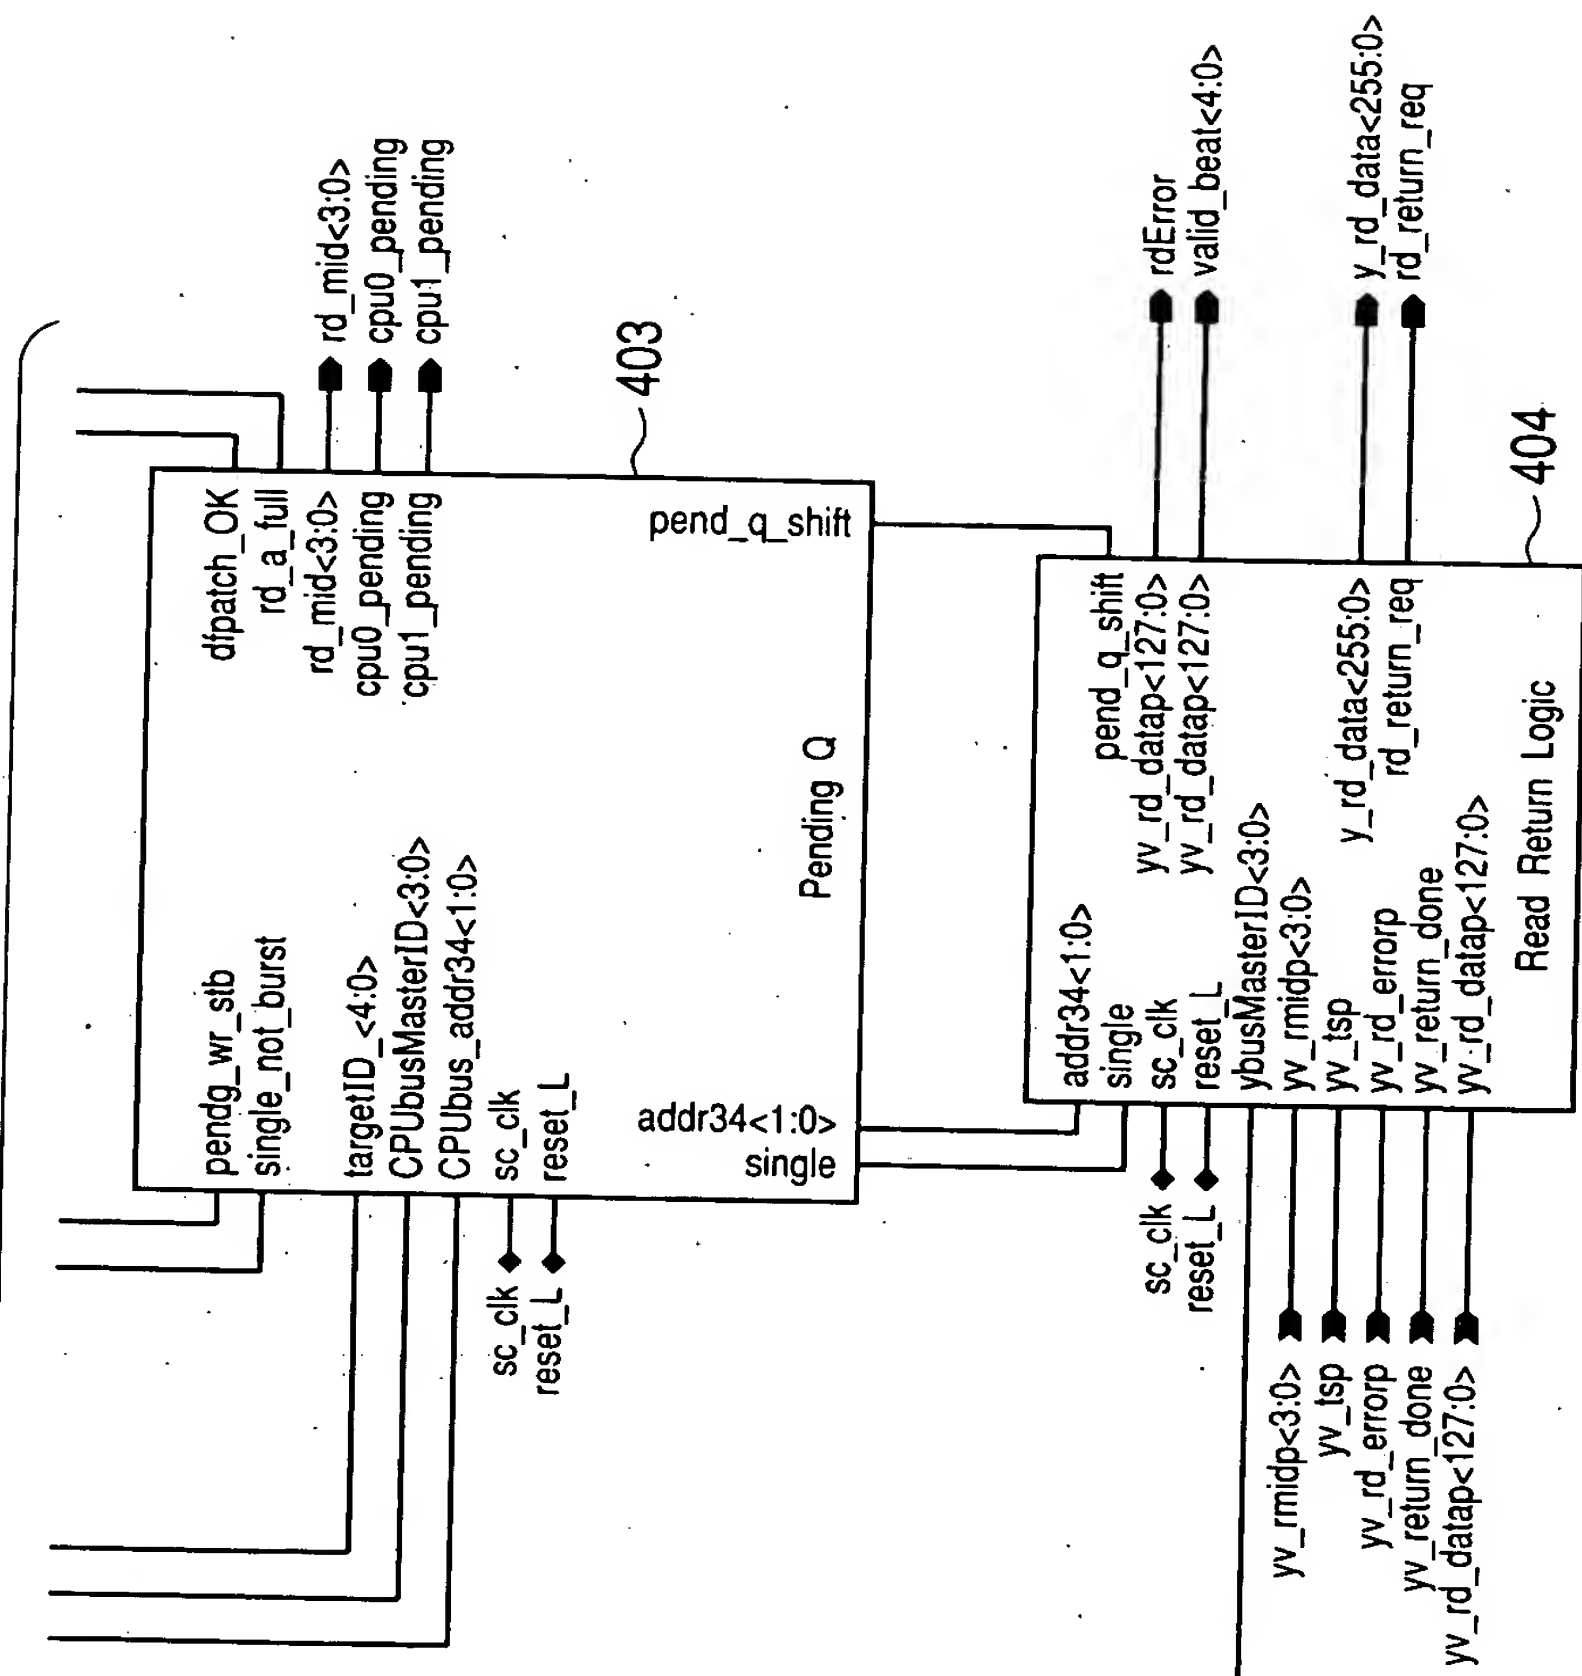 pendg_wr_stb
single_not_burst
targetID_<4:0>
CPUbusMasterID<3:0>
CPUbus_addr34<1:0>
sc_clk
reset_L
sc_clk
reset_L
addr34<1:0>
single
Pending Q
dfpatch_OK
rd_a_full
rd_mid<3:0>
cpu0_pending
cpu1_pending
pend_q_shift
rd_mid<3:0>
cpu0_pending
cpu1_pending
403
yv_rmidp<3:0>
yv_tsp
yv_rd_errorp
yv_return_done
yv_rd_datap<127:0>
sc_clk
reset_L
addr34<1:0>
single
sc_clk
reset_L
ybusMasterID<3:0>
yv_rmidp<3:0>
yv_tsp
yv_rd_errorp
yv_return_done
yv_rd_datap<127:0>
Read Return Logic
pend_q_shift
yv_rd_datap<127:0>
yv_rd_datap<127:0>
y_rd_data<255:0>
rd_return_req
rdError
valid_beat<4:0>
y_rd_data<255:0>
rd_return_req
404